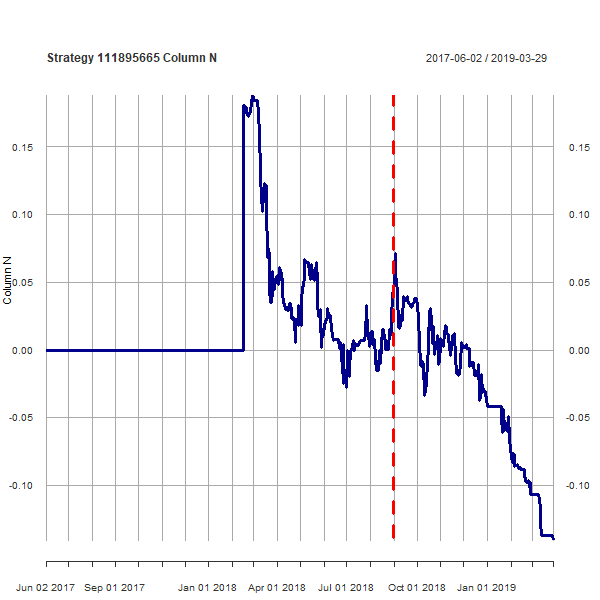 Strategy 111895665 Column N
2017-06-02 / 2019-03-29
0.15
0.15
0.10
0.10
0.05
0.05
0.00
0.00
-0.05
-0.05
-0.10
-0.10
Column N
Jun 02 2017
Sep 01 2017
Jan 01 2018
Apr 01 2018
Jul 01 2018
Oct 01 2018
Jan 01 2019